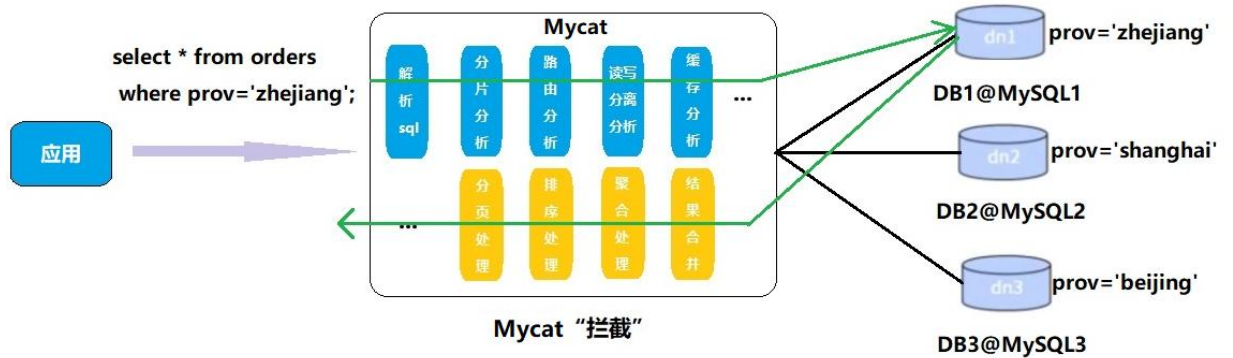 Mycat
select * from orders
where prov='zhejiang';
应用
解析sql
分片分析
路由分析
读写分离分析
缓存分析
...
...
分页处理
排序处理
聚合处理
结果合并
Mycat“拦截”
dn1
prov='zhejiang'
DB1@MySQL1
dn2
prov='shanghai'
DB2@MySQL2
dn3
prov='beijing'
DB3@MySQL3